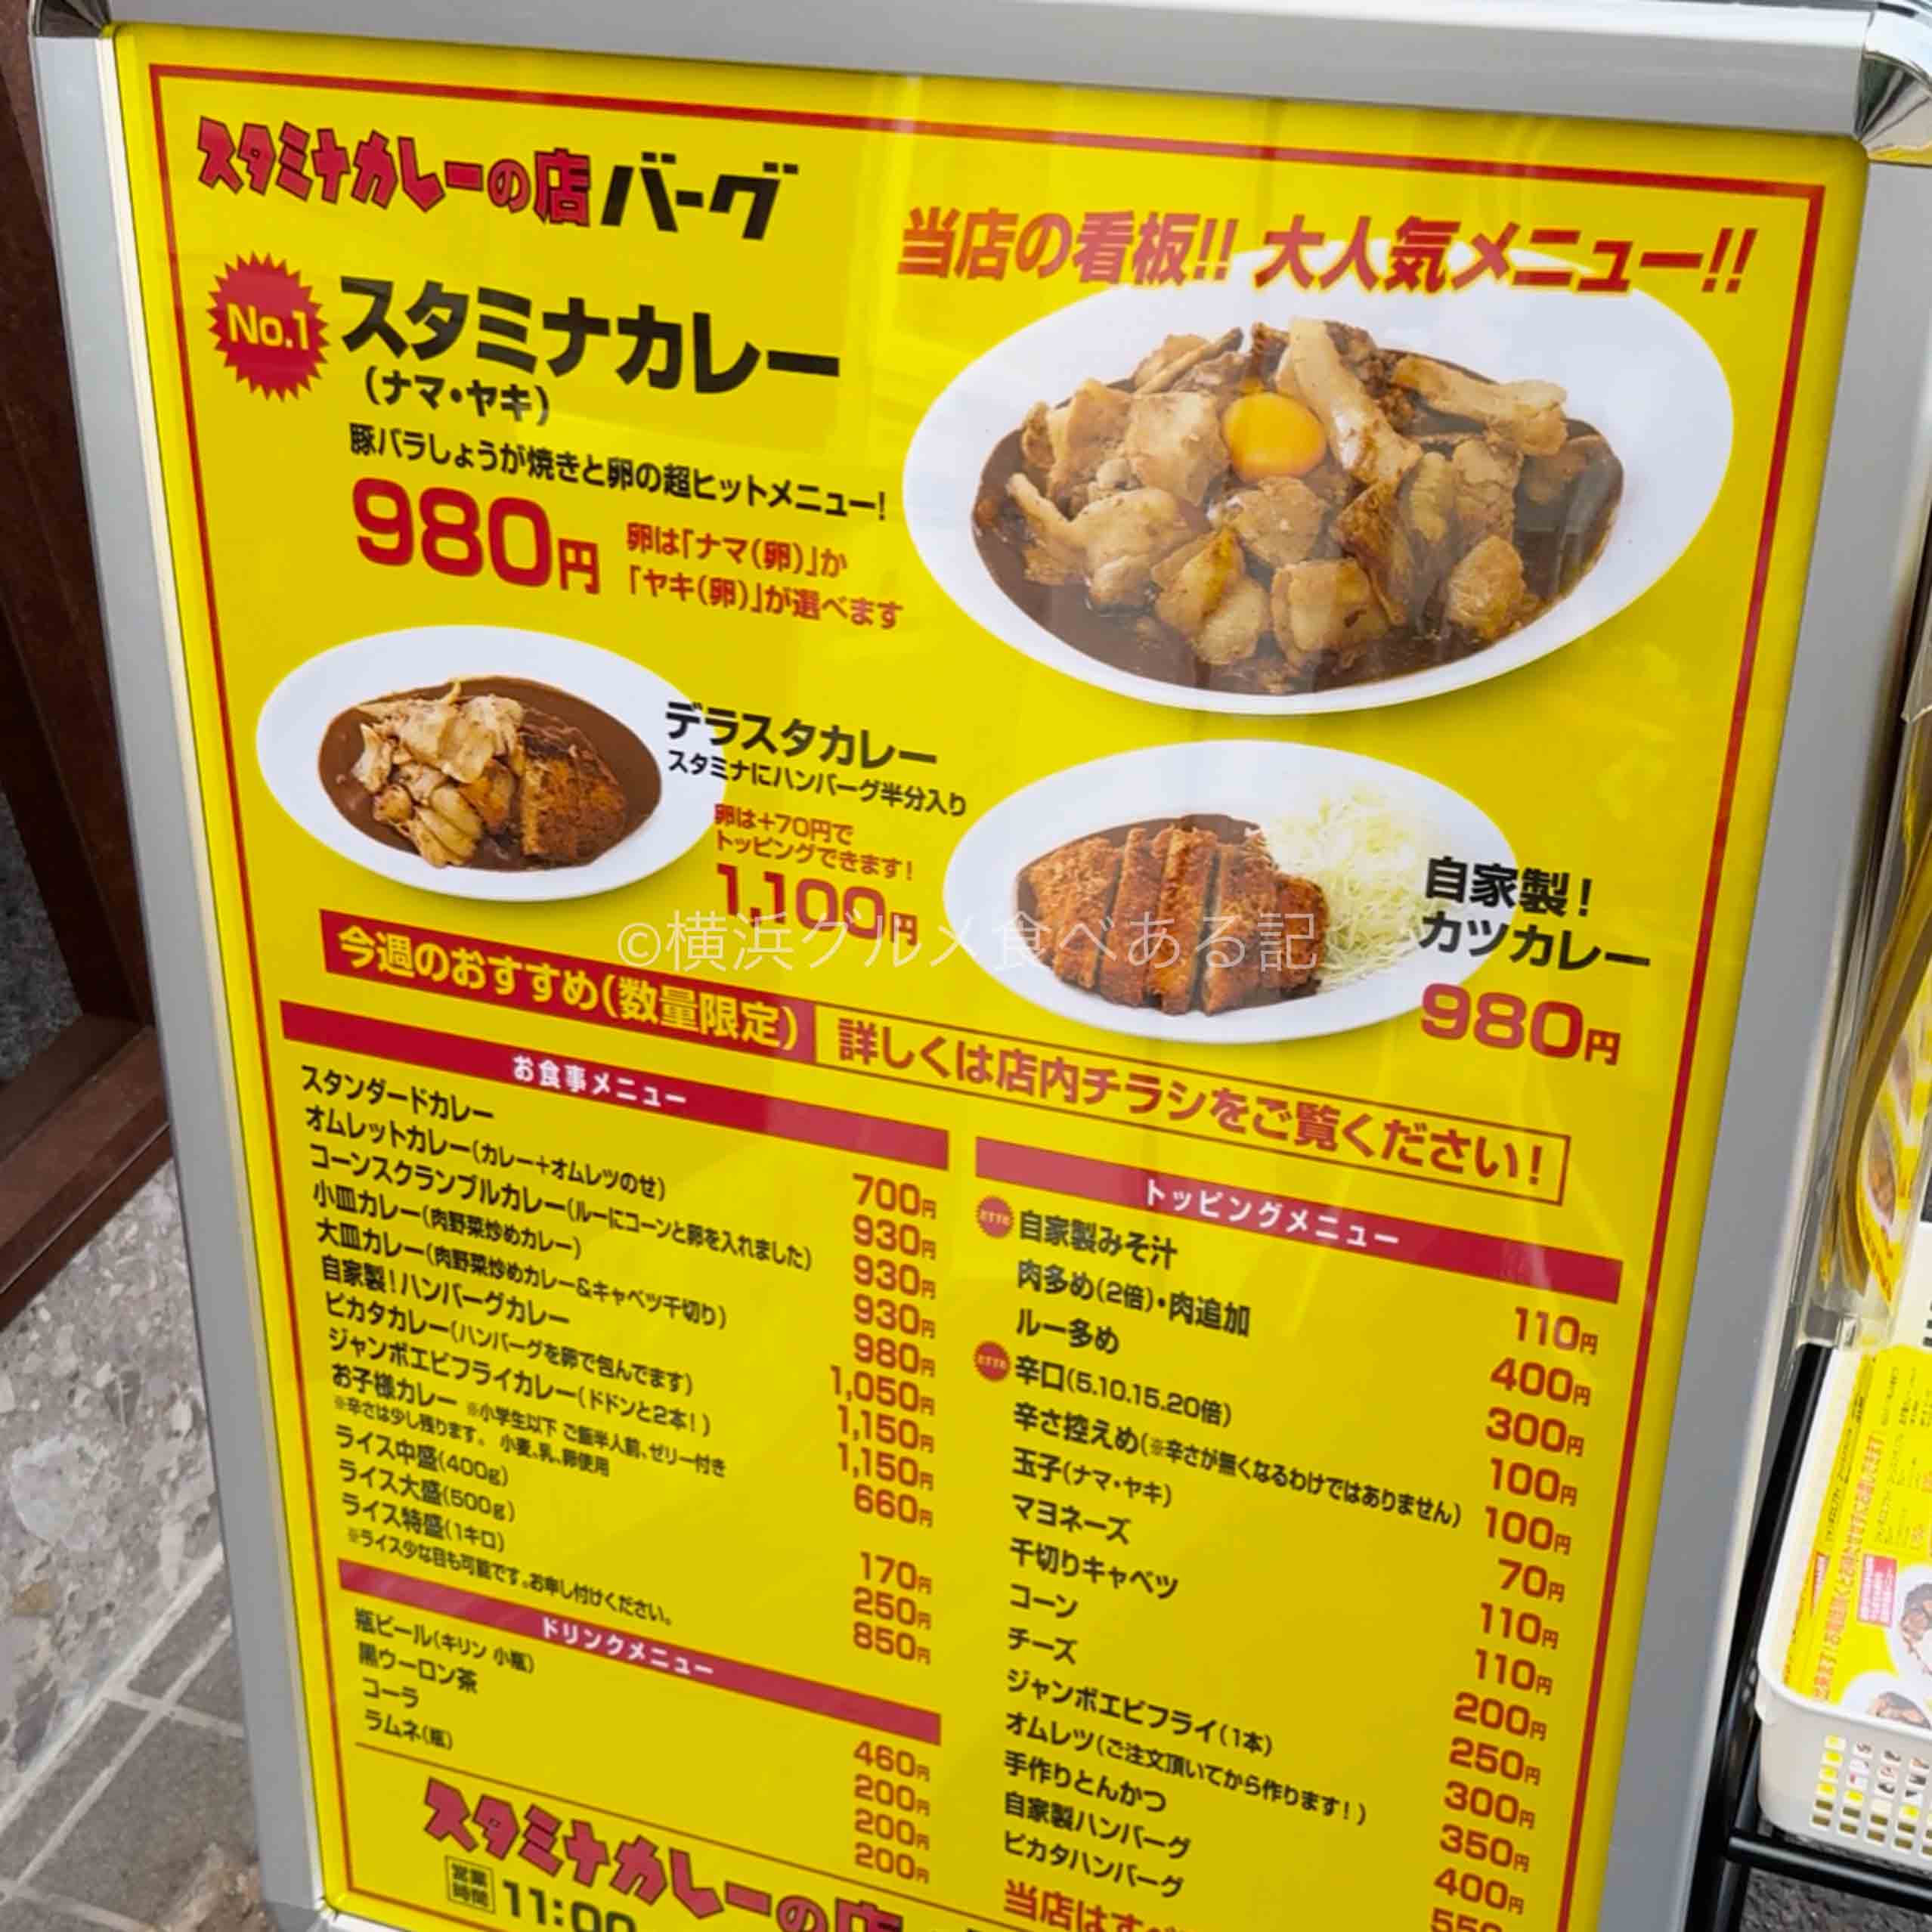 スタミナカレーの店 バーグ
当店の看板!! 大人気メニュー!!
No.1
スタミナカレー
(ナマ・ヤキ)
豚バラしょうが焼きと卵の超ヒットメニュー!
980円
卵は「ナマ(卵)」か
「ヤキ(卵)」が選べます
デラスタカレー
スタミナにハンバーグ半分入り
卵は+70円で
トッピングできます!
1,100円
自家製!
カツカレー
980円
©横浜グルメ食べある記
今週のおすすめ(数量限定) 詳しくは店内チラシをご覧ください!
お食事メニュー
スタンダードカレー 700円
オムレットカレー(カレー+オムレツのせ) 930円
コーンスクランブルカレー(ルーにコーンと卵を入れました) 930円
小皿カレー(肉野菜炒めカレー) 930円
大皿カレー(肉野菜炒めカレー&キャベツ千切り) 980円
自家製!ハンバーグカレー 1,050円
ピカタカレー(ハンバーグを卵で包んでます) 1,150円
ジャンボエビフライカレー(ドドンと2本!) 1,150円
お子様カレー ※小学生以下 ご飯半人前、ゼリー付き 660円
※辛さは少し残ります。 小麦、乳、卵使用
ライス中盛(400g) 170円
ライス大盛(500g) 250円
ライス特盛(1キロ) 850円
※ライス少な目も可能です。お申し付けください。
ドリンクメニュー
瓶ビール(キリン 小瓶) 460円
黒ウーロン茶 200円
コーラ 200円
ラムネ(瓶) 200円
トッピングメニュー
おすすめ 自家製みそ汁 110円
肉多め(2倍)・肉追加 400円
ルー多め 300円
おすすめ 辛口(5.10.15.20倍) 100円
辛さ控えめ(※辛さが無くなるわけではありません) 100円
玉子(ナマ・ヤキ) 70円
マヨネーズ 110円
千切りキャベツ 110円
コーン 200円
チーズ 250円
ジャンボエビフライ(1本) 300円
オムレツ(ご注文頂いてから作ります!) 350円
手作りとんかつ 400円
自家製ハンバーグ 550
ピカタハンバーグ
スタミナカレーの店
営業時間 11:00
当店はす